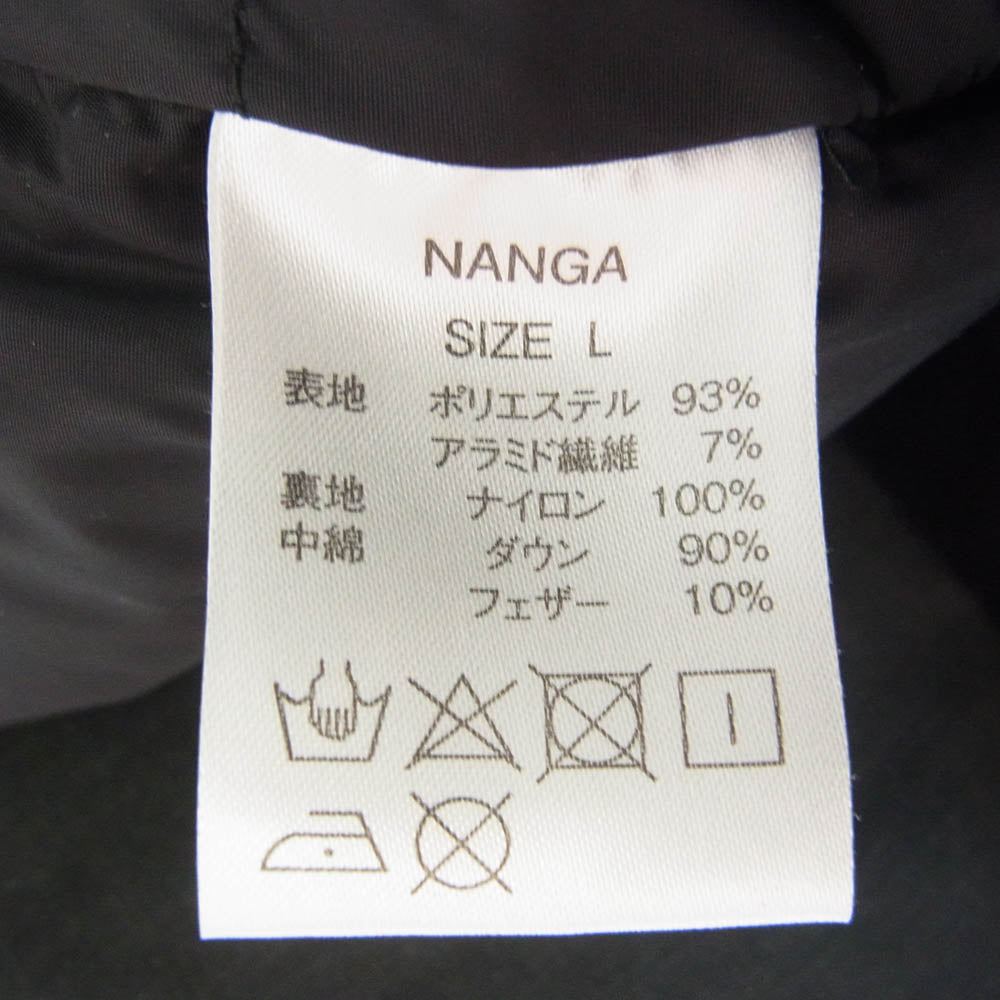 NANGA
SIZE L
表地 ポリエステル 93%
アラミド繊維 7%
裏地 ナイロン 100%
中綿 ダウン 90%
フェザー 10%